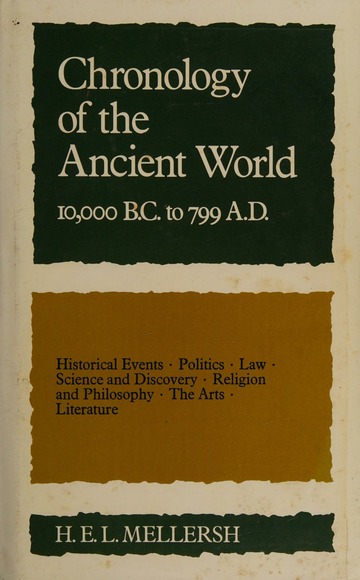 Chronology
of the
Ancient World
10,000 B.C. to 799 A.D.
Historical Events · Politics · Law ·
Science and Discovery · Religion
and Philosophy · The Arts ·
Literature
H. E. L. MELLERSH